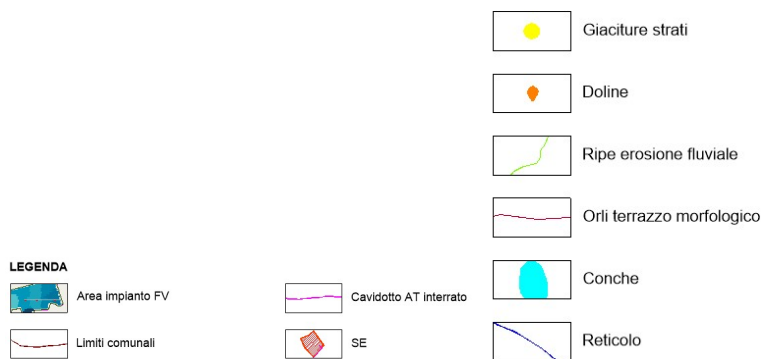 Giaciture strati
Doline
Ripe erosione fluviale
Orli terrazzo morfologico
LEGENDA
Area impianto FV
Cavidotto AT interrato
Conche
Limiti comunali
SE
Reticolo